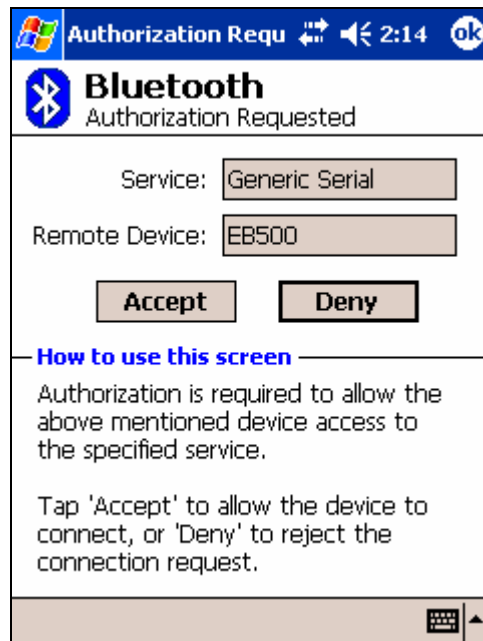 Authorization Requ 2:14 ok
Bluetooth
Authorization Requested
Service: Generic Serial
Remote Device: EB500
Accept Deny
How to use this screen
Authorization is required to allow the
above mentioned device access to
the specified service.
Tap 'Accept' to allow the device to
connect, or 'Deny' to reject the
connection request.